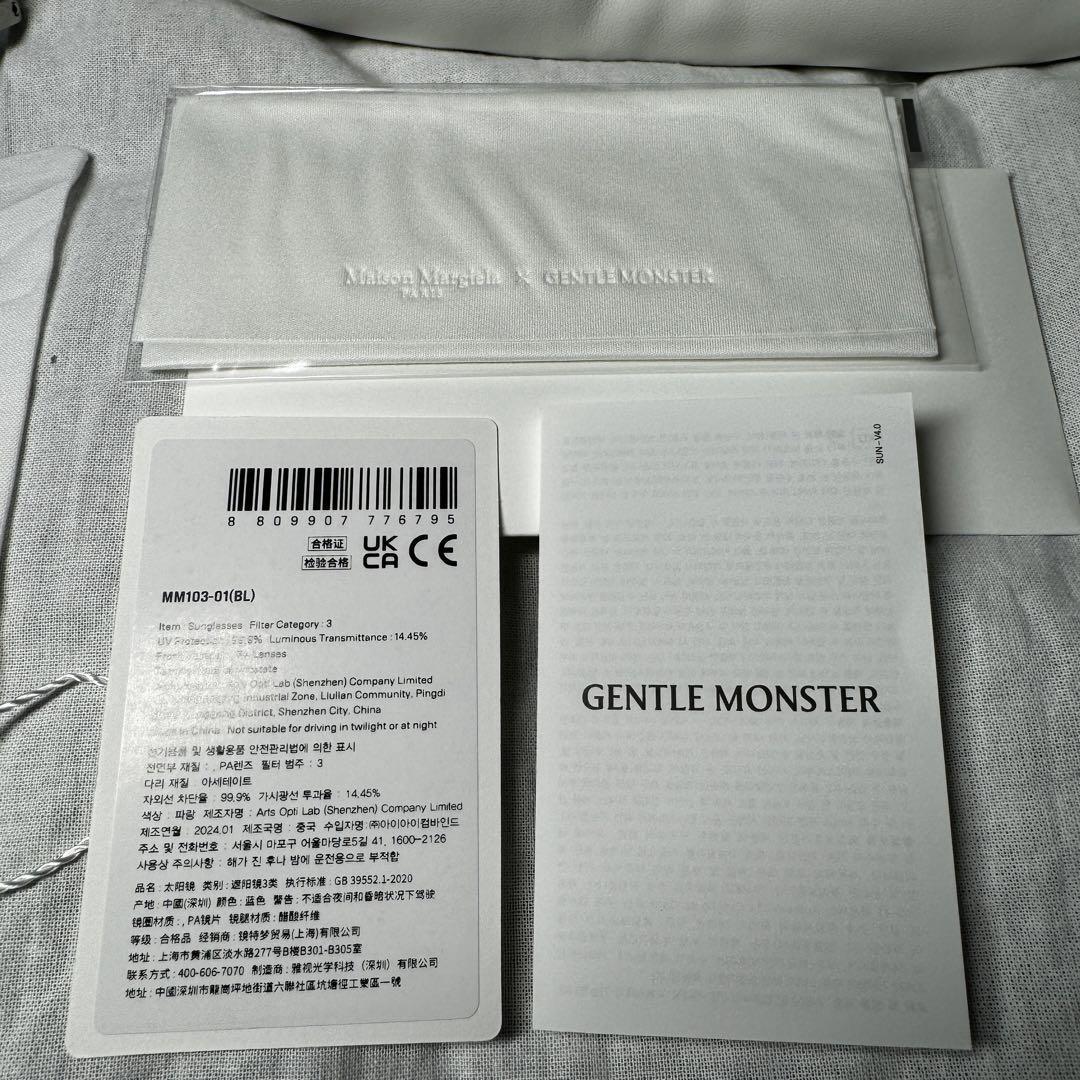 Maison Margiela × GENTLE MONSTER
PARIS
SUN-V4.0
GENTLE MONSTER
8 809907 776795
合格证
检验合格
UK
CA CE
MM103-01(BL)
Item : Sunglasses Filter Category : 3
UV Luminous Transmittance : 14.45%
Lenses
Opti Lab (Shenzhen) Company Limited
Industrial Zone, Liulian Community, Pingdi
District, Shenzhen City, China
in China Not suitable for driving in twilight or at night
전기용품 및 생활용품 안전관리법에 의한 표시
전면부 재질 : , PA렌즈 필터 범주 : 3
다리 재질 : 아세테이트
자외선 차단율 : 99.9% 가시광선 투과율 : 14.45%
색상 : 파랑 제조자명 : Arts Opti Lab (Shenzhen) Company Limited
제조연월 : 2024.01 제조국명 : 중국 수입자명 : ㈜아이아이컴바인드
주소 및 전화번호 : 서울시 마포구 어울마당로5길 41, 1600-2126
사용상 주의사항 : 해가 진 후나 밤에 운전용으로 부적합
品名 : 太阳镜 类别 : 遮阳镜3类 执行标准 : GB 39552.1-2020
产地 : 中國(深圳) 颜色 : 蓝色 警告 : 不适合夜间和昏暗状况下驾驶
镜圈材质 : , PA镜片 镜腿材质 : 醋酸纤维
等级 : 合格品 经销商 : 镜特梦贸易(上海)有限公司
地址 : 上海市黄浦区淡水路277号B楼B301-B305室
联系方式 : 400-606-7070 制造商 : 雅视光学科技（深圳）有限公司
地址 : 中國深圳市龍崗坪地街道六聯社區坑塘徑工業區一號